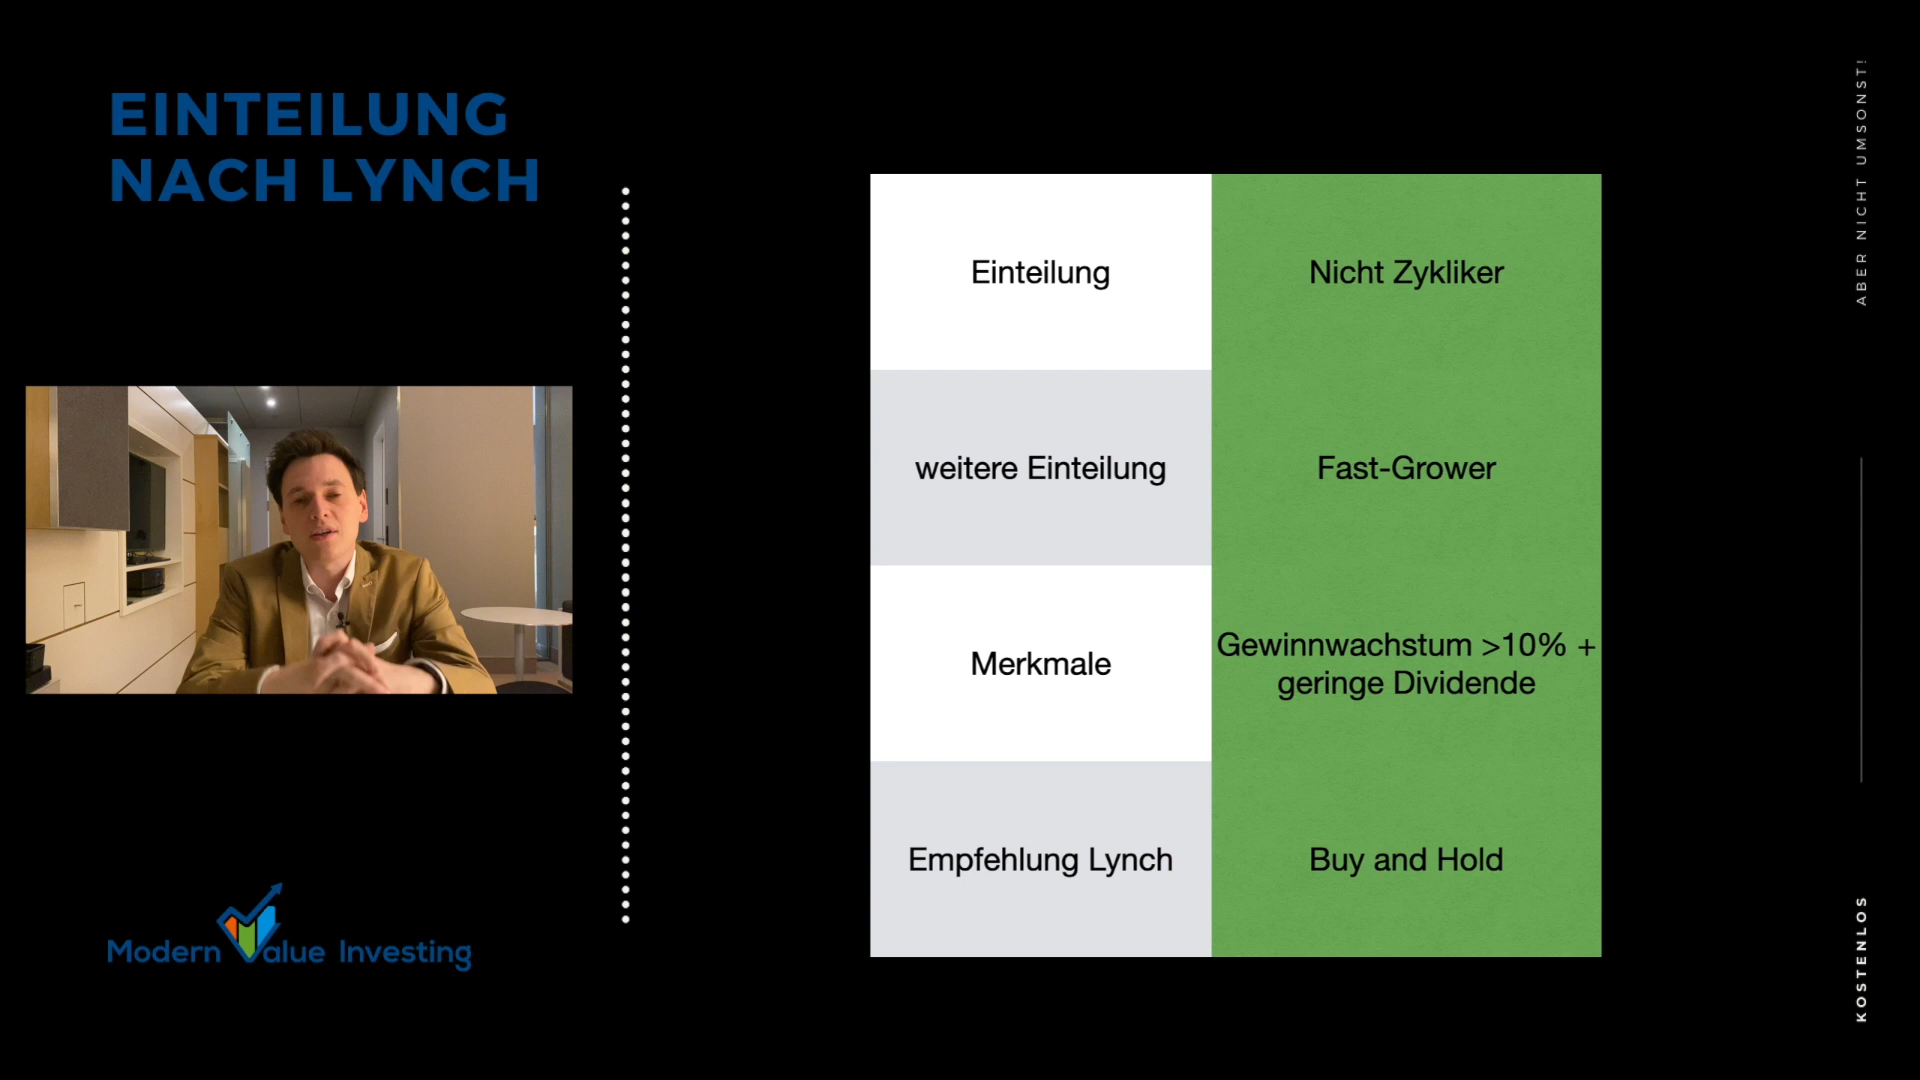 EINTEILUNG
NACH LYNCH
Einteilung
Nicht Zykliker
weitere Einteilung
Fast-Grower
Merkmale
Gewinnwachstum >10% +
geringe Dividende
Empfehlung Lynch
Buy and Hold
Modern Value Investing
ABER NICHT UMSONST!
KOSTENLOS